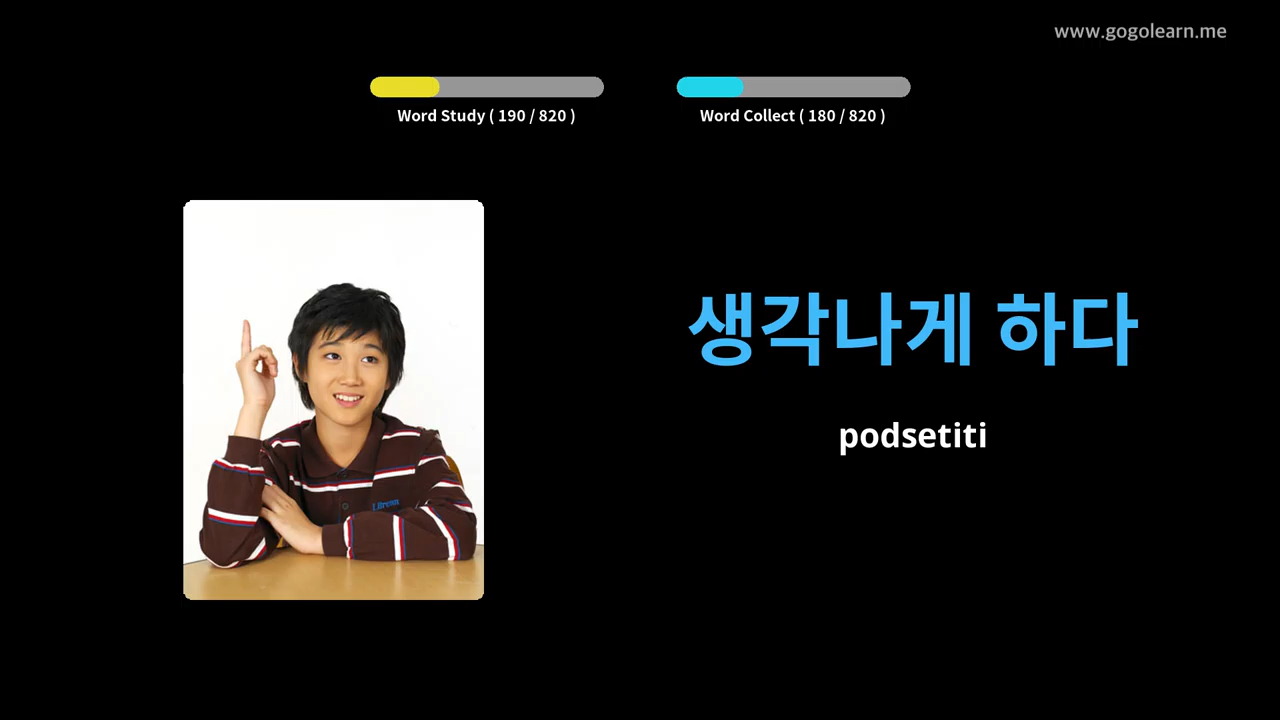 www.gogolearn.me
Word Study ( 190 / 820 )
Word Collect ( 180 / 820 )
생각나게 하다
podsetiti